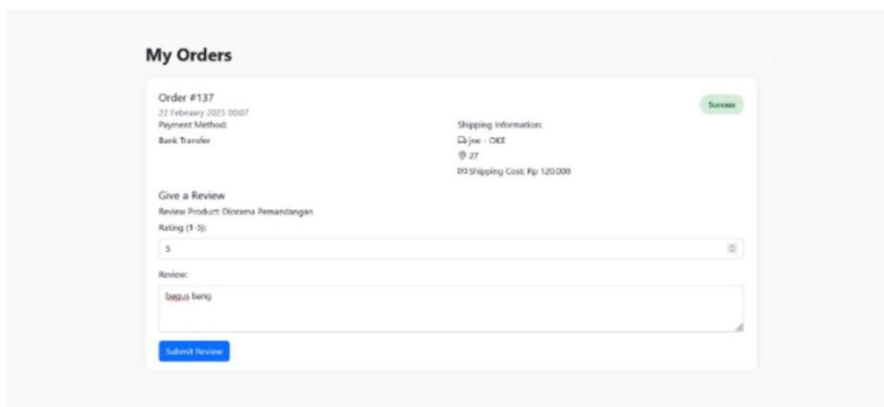 My Orders
Order #137
Success
22 February 2025 00:07
Payment Method:
Bank Transfer
Shipping Information:
jne - OKE
27
Shipping Cost: Rp 120.000
Give a Review
Review Product: Diorama Pemandangan
Rating (1-5):
5
Review:
bagus bang
Submit Review